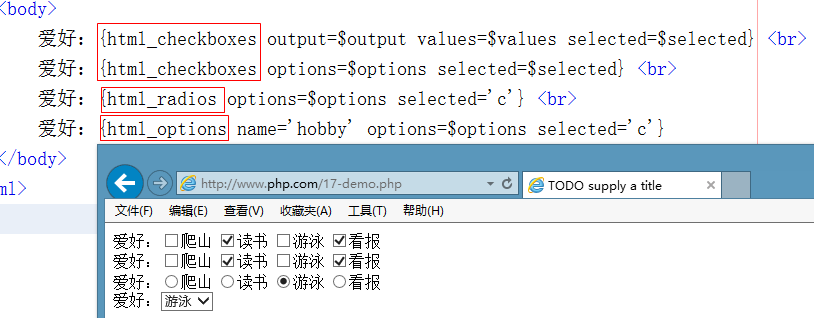 <body>
爱好：{html_checkboxes output=$output values=$values selected=$selected} <br>
爱好：{html_checkboxes options=$options selected=$selected} <br>
爱好：{html_radios options=$options selected='c'} <br>
爱好：{html_options name='hobby' options=$options selected='c'}
</body>
ml>
http://www.php.com/17-demo.php
TODO supply a title
文件(F) 编辑(E) 查看(V) 收藏夹(A) 工具(T) 帮助(H)
爱好：爬山 读书 游泳 看报
爱好：爬山 读书 游泳 看报
爱好：爬山 读书 游泳 看报
爱好：游泳